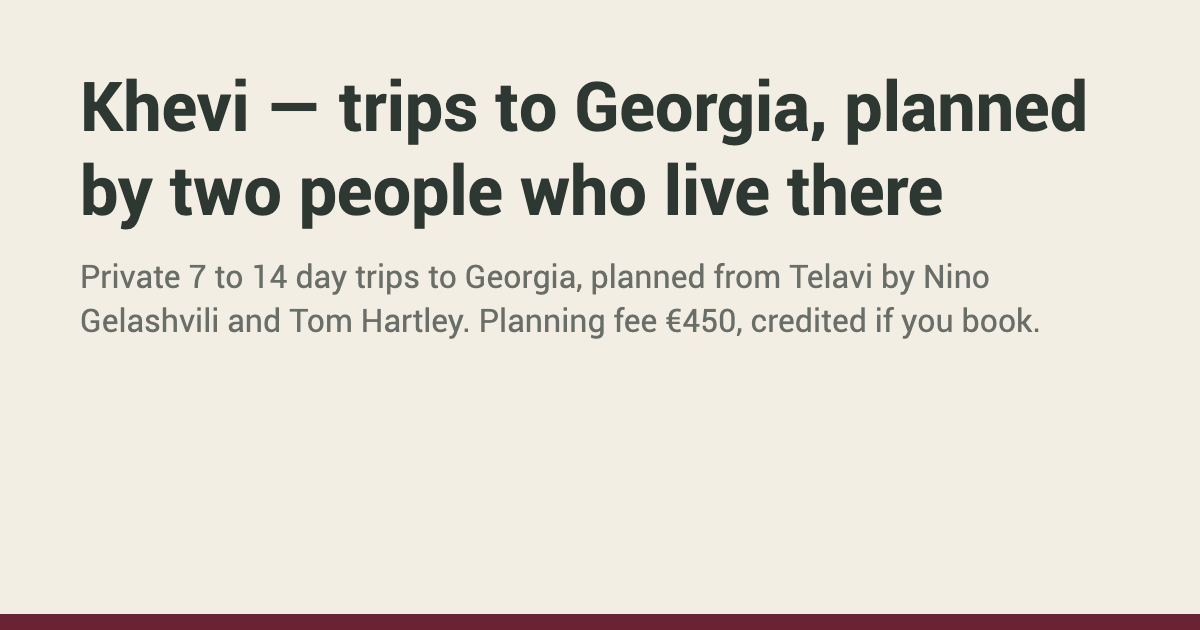 Khevi — trips to Georgia, planned
by two people who live there
Private 7 to 14 day trips to Georgia, planned from Telavi by Nino
Gelashvili and Tom Hartley. Planning fee €450, credited if you book.